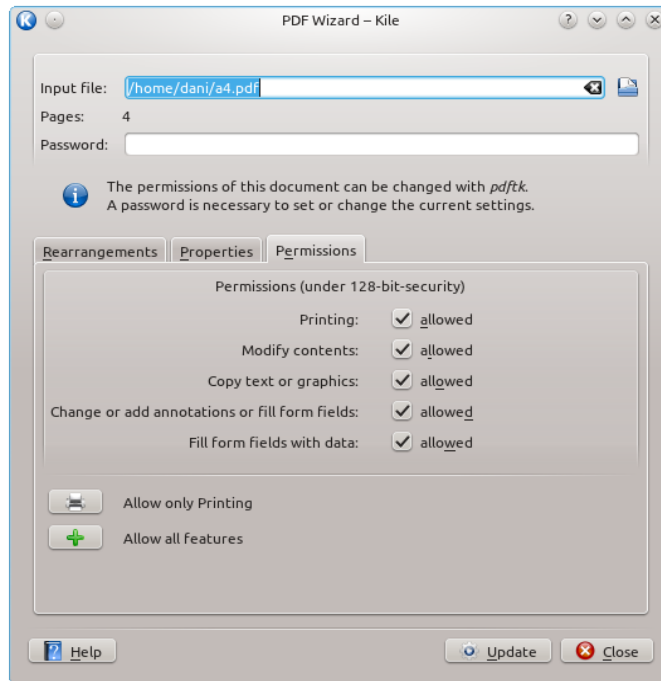 PDF Wizard – Kile
Input file: /home/dani/a4.pdf
Pages: 4
Password:
The permissions of this document can be changed with pdftk.
A password is necessary to set or change the current settings.
Rearrangements Properties Permissions
Permissions (under 128-bit-security)
Printing: allowed
Modify contents: allowed
Copy text or graphics: allowed
Change or add annotations or fill form fields: allowed
Fill form fields with data: allowed
Allow only Printing
Allow all features
Help Update Close